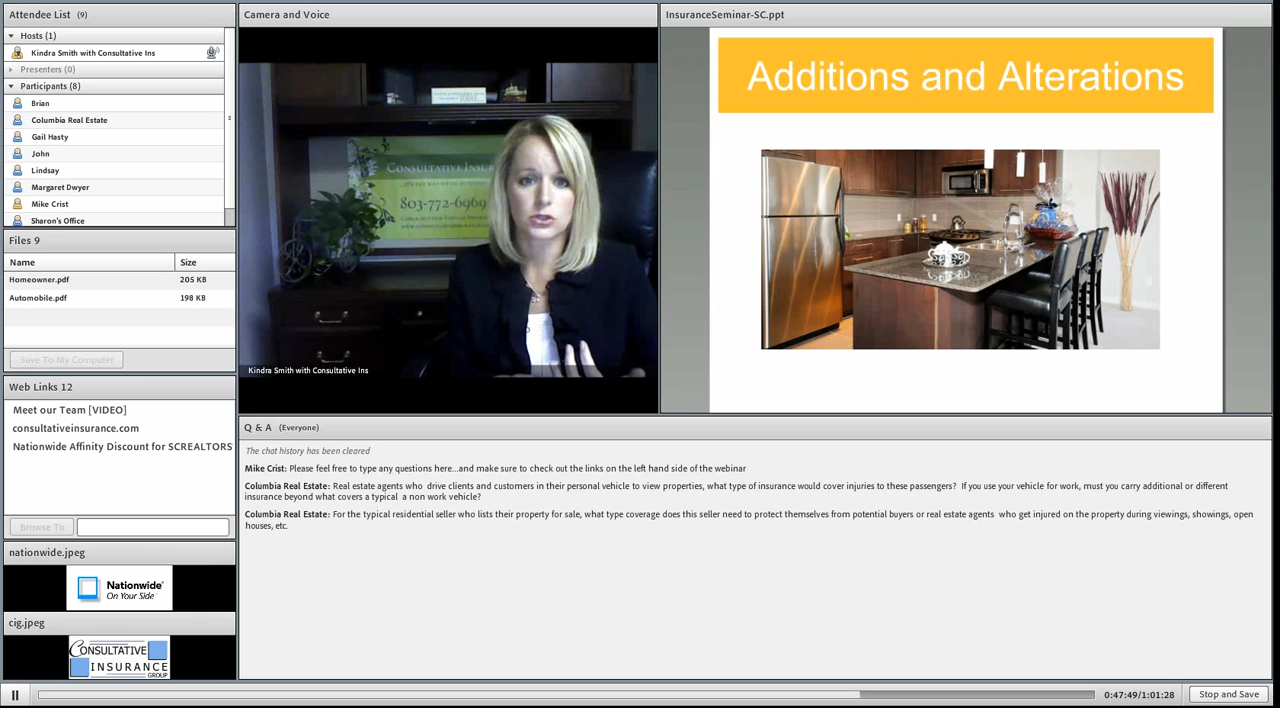 Attendee List (9)
Hosts (1)
Kindra Smith with Consultative Ins
Presenters (0)
Participants (8)
Brian
Columbia Real Estate
Gail Hasty
John
Lindsay
Margaret Dwyer
Mike Crist
Sharon's Office
Files 9
Name Size
Homeowner.pdf 205 KB
Automobile.pdf 198 KB
Save To My Computer
Web Links 12
Meet our Team [VIDEO]
consultativeinsurance.com
Nationwide Affinity Discount for SCREALTORS
Browse To
nationwide.jpeg
Nationwide
On Your Side
cig.jpeg
CONSULTATIVE
INSURANCE
GROUP
Camera and Voice
CONSULTATIVE INSUR
803-772-6969
Kindra Smith with Consultative Ins
InsuranceSeminar-SC.ppt
Additions and Alterations
Q & A (Everyone)
The chat history has been cleared
Mike Crist: Please feel free to type any questions here...and make sure to check out the links on the left hand side of the webinar
Columbia Real Estate: Real estate agents who drive clients and customers in their personal vehicle to view properties, what type of insurance would cover injuries to these passengers? If you use your vehicle for work, must you carry additional or different
insurance beyond what covers a typical a non work vehicle?
Columbia Real Estate: For the typical residential seller who lists their property for sale, what type coverage does this seller need to protect themselves from potential buyers or real estate agents who get injured on the property during viewings, showings, open
houses, etc.
0:47:49/1:01:28
Stop and Save